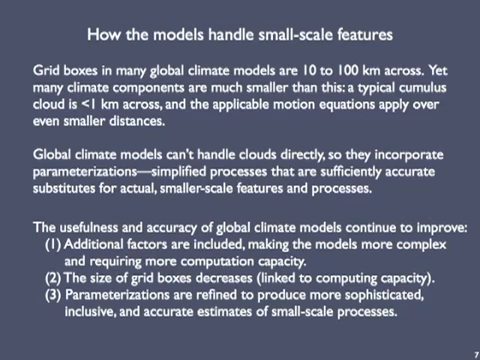 How the models handle small-scale features
Grid boxes in many global climate models are 10 to 100 km across. Yet
many climate components are much smaller than this: a typical cumulus
cloud is <1 km across, and the applicable motion equations apply over
even smaller distances.
Global climate models can't handle clouds directly, so they incorporate
parameterizations—simplified processes that are sufficiently accurate
substitutes for actual, smaller-scale features and processes.
The usefulness and accuracy of global climate models continue to improve:
(1) Additional factors are included, making the models more complex
and requiring more computation capacity.
(2) The size of grid boxes decreases (linked to computing capacity).
(3) Parameterizations are refined to produce more sophisticated,
inclusive, and accurate estimates of small-scale processes.
7